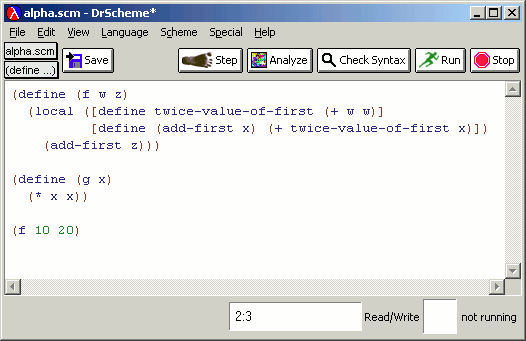 alpha.scm - DrScheme*
File Edit View Language Scheme Special Help
alpha.scm
(define ...)
Save Step Analyze Check Syntax Run Stop
(define (f w z)
  (local ([define twice-value-of-first (+ w w)]
          [define (add-first x) (+ twice-value-of-first x)])
    (add-first z)))
(define (g x)
  (* x x))
(f 10 20)
2:3 Read/Write not running